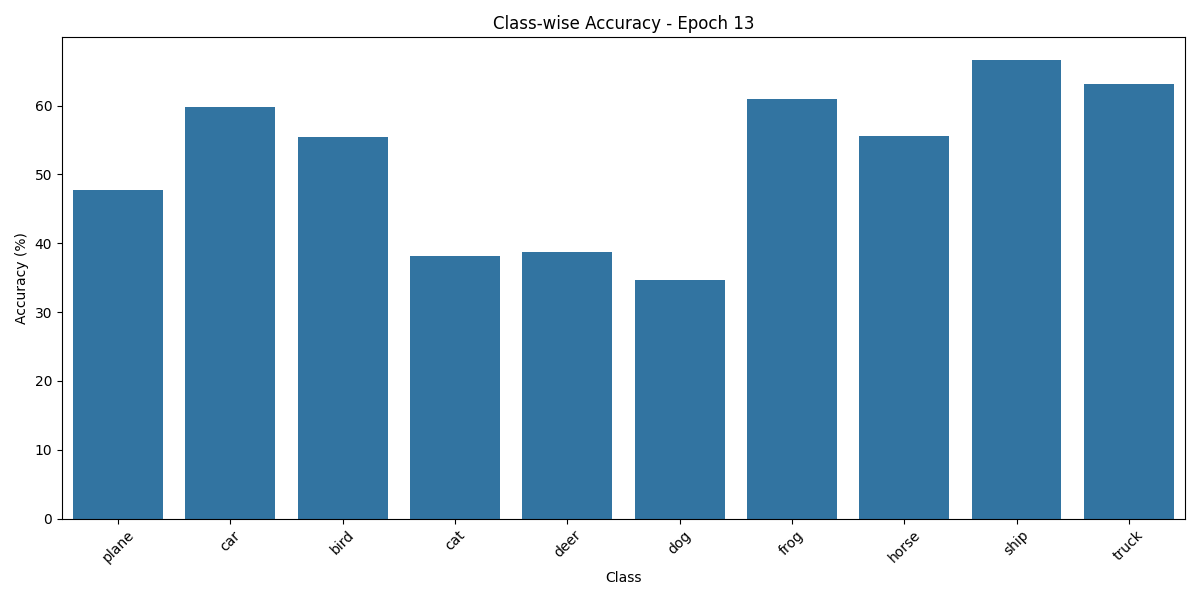 Class-wise Accuracy - Epoch 13
Accuracy (%)
60
50
40
30
20
10
0
plane
car
bird
cat
deer
dog
frog
horse
ship
truck
Class